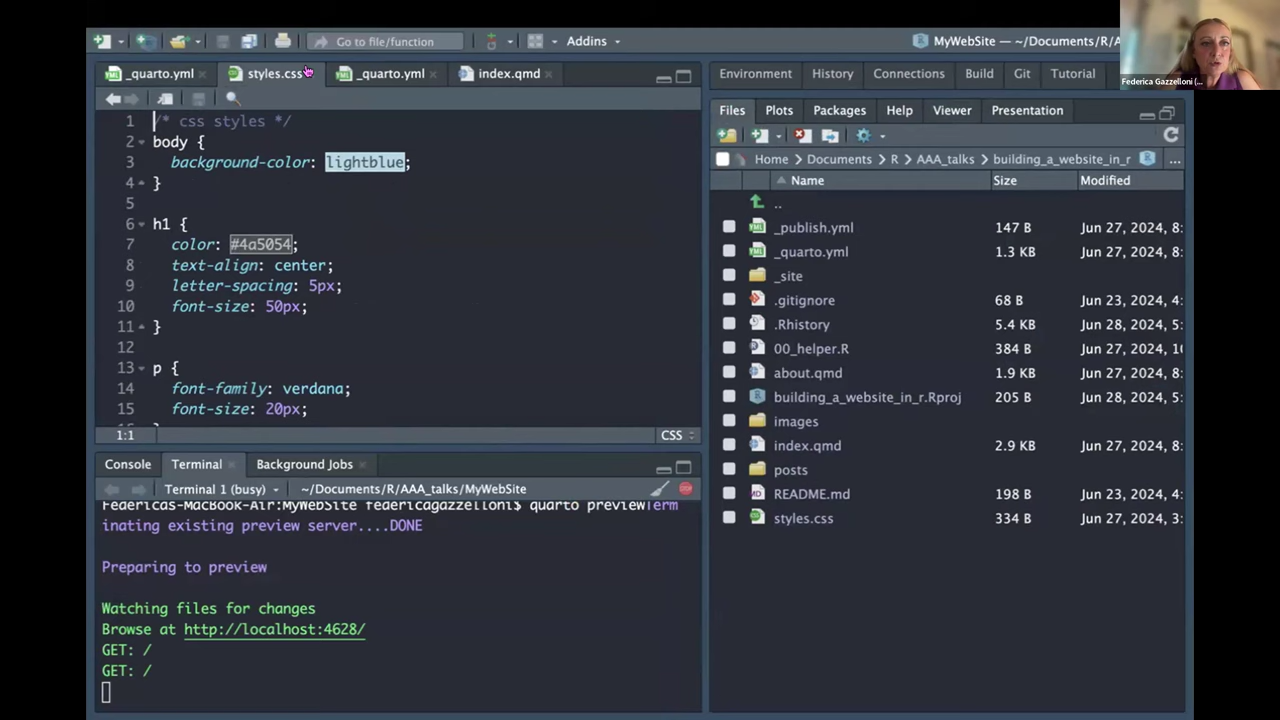 Go to file/function
Addins
MyWebSite — ~/Documents/R/A
Federica Gazzelloni (
_quarto.yml
styles.css
_quarto.yml
index.qmd
1 /* css styles */
2 body {
3 background-color: lightblue;
4 }
5
6 h1 {
7 color: #4a5054;
8 text-align: center;
9 letter-spacing: 5px;
10 font-size: 50px;
11 }
12
13 p {
14 font-family: verdana;
15 font-size: 20px;
1:1
CSS
Console
Terminal
Background Jobs
Terminal 1 (busy)
~/Documents/R/AAA_talks/MyWebSite
Federicas-MacBook-Air:MyWebSite federicagazzelloni$ quarto previewTerm
inating existing preview server....DONE
Preparing to preview
Watching files for changes
Browse at http://localhost:4628/
GET: /
GET: /
Environment
History
Connections
Build
Git
Tutorial
Files
Plots
Packages
Help
Viewer
Presentation
Home > Documents > R > AAA_talks > building_a_website_in_r ...
Name Size Modified
..
_publish.yml 147 B Jun 27, 2024, 8:
_quarto.yml 1.3 KB Jun 27, 2024, 8:
_site
.gitignore 68 B Jun 23, 2024, 4:
.Rhistory 5.4 KB Jun 28, 2024, 5:
00_helper.R 384 B Jun 27, 2024, 10
about.qmd 1.9 KB Jun 27, 2024, 8:
building_a_website_in_r.Rproj 205 B Jun 28, 2024, 5:
images
index.qmd 2.9 KB Jun 27, 2024, 8:
posts
README.md 198 B Jun 23, 2024, 4:
styles.css 334 B Jun 27, 2024, 3: